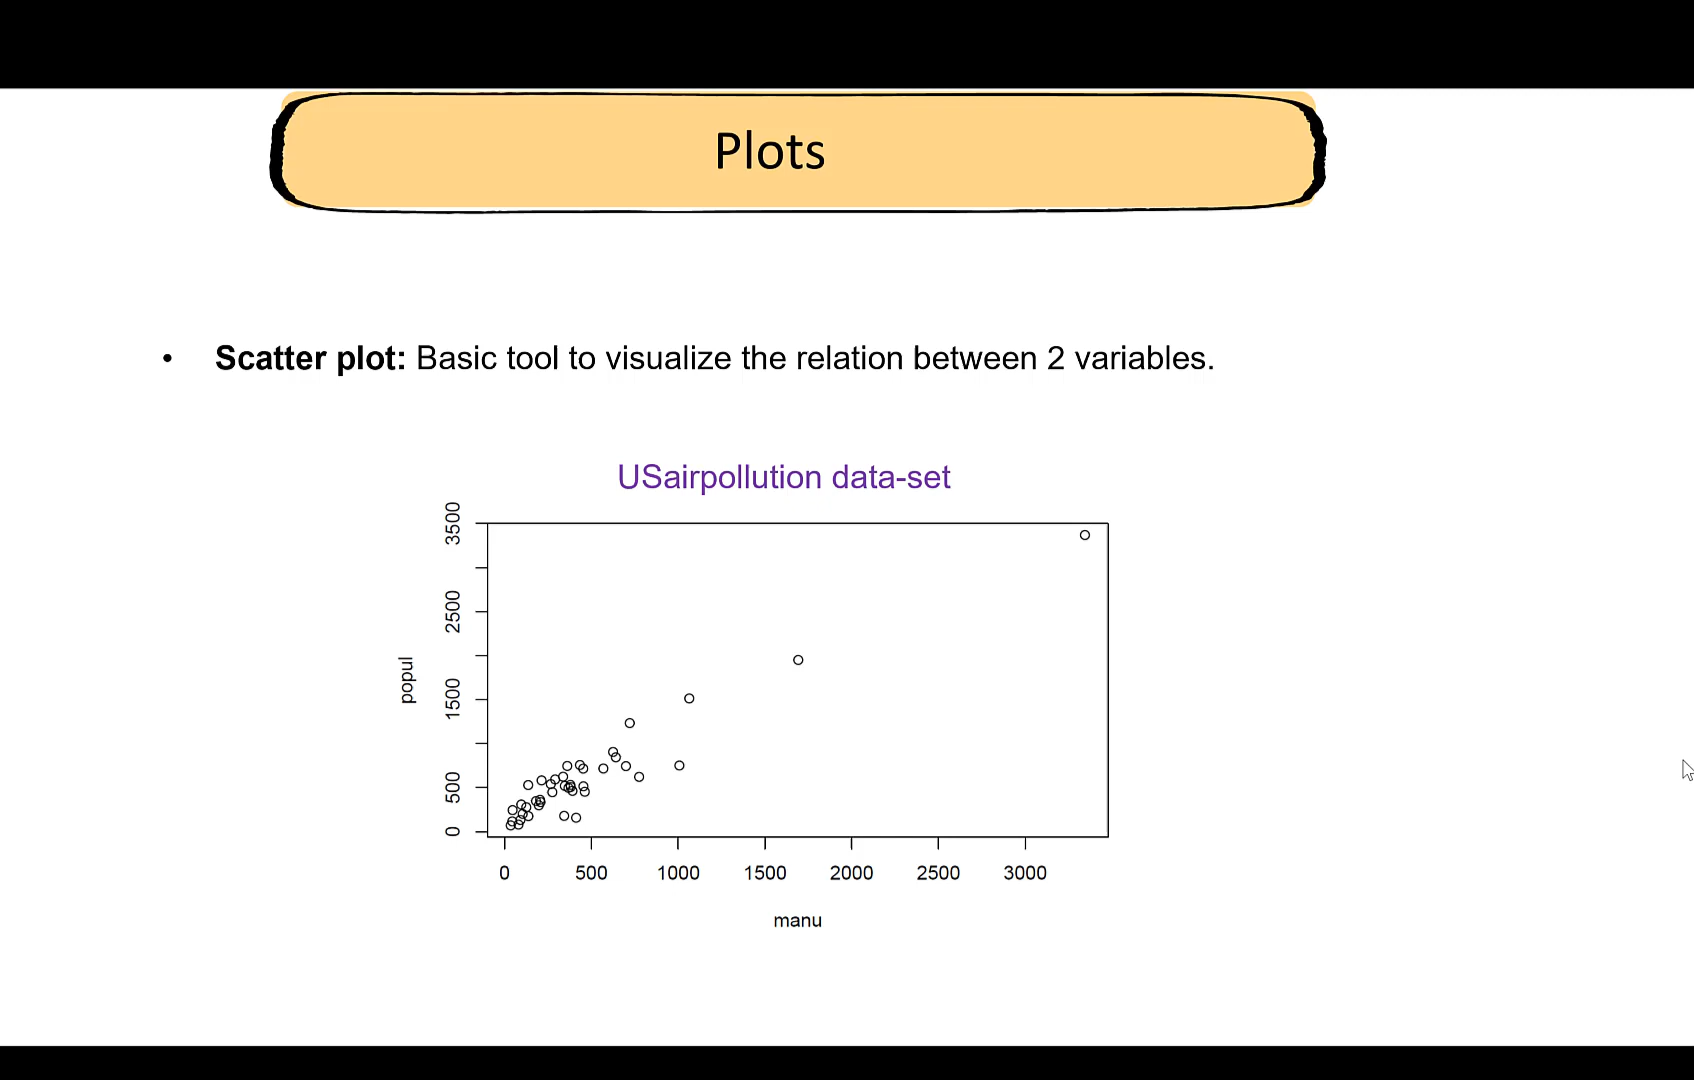 Plots
• Scatter plot: Basic tool to visualize the relation between 2 variables.
USairpollution data-set
3500
2500
1500
500
0
popul
0 500 1000 1500 2000 2500 3000
manu